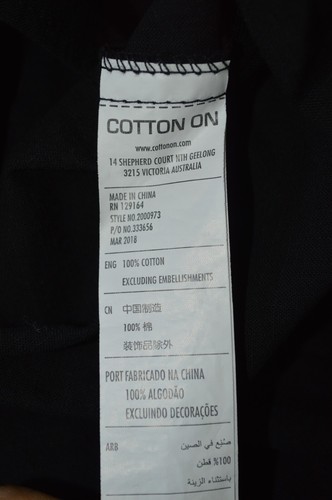 COTTON ON
www.cottonon.com
14 SHEPHERD COURT NTH GEELONG
3215 VICTORIA AUSTRALIA
MADE IN CHINA
RN 129164
STYLE NO.2000973
P/O NO.333656
MAR 2018
ENG 100% COTTON
EXCLUDING EMBELLISHMENTS
CN 中国制造
100% 棉
装饰品除外
PORT FABRICADO NA CHINA
100% ALGODÃO
EXCLUINDO DECORAÇÕES
ARB صنع في الصين
100% قطن
باستثناء الزينة